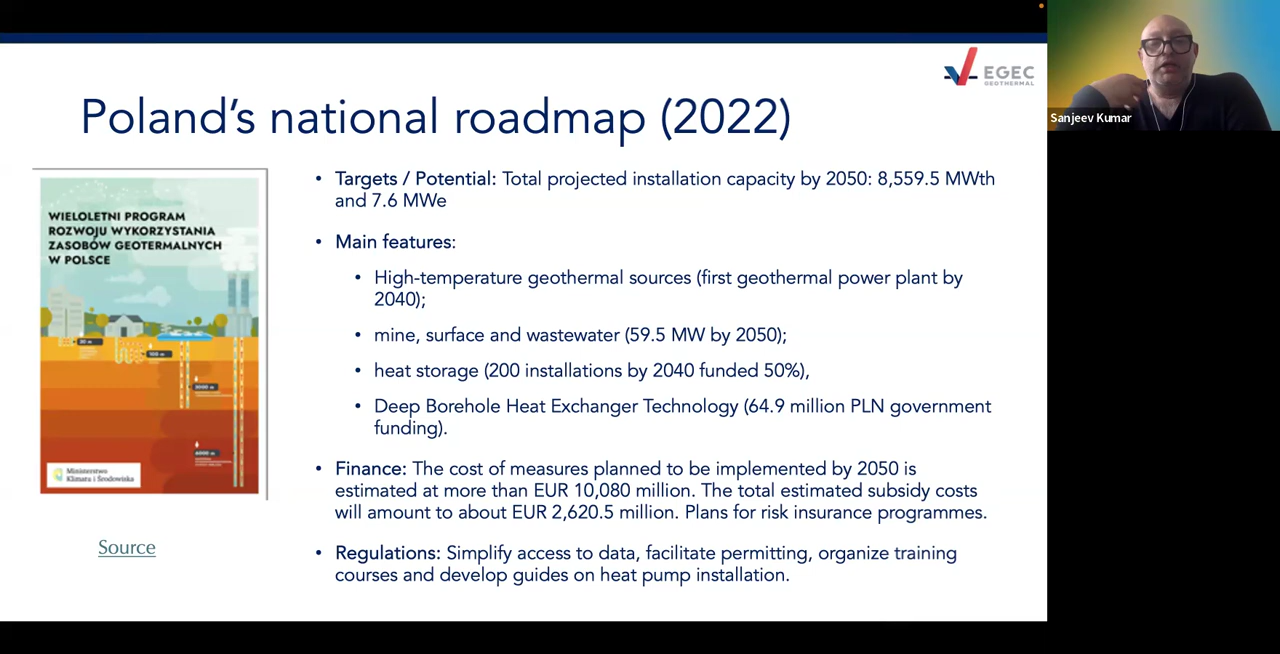 EGEC
GEOTHERMAL
Poland's national roadmap (2022)
Sanjeev Kumar
WIELOLETNI PROGRAM
ROZWOJU WYKORZYSTANIA
ZASOBÓW GEOTERMALNYCH
W POLSCE
Ministerstwo
Klimatu i Środowiska
Source
• Targets / Potential: Total projected installation capacity by 2050: 8,559.5 MWth
and 7.6 MWe
• Main features:
• High-temperature geothermal sources (first geothermal power plant by
2040);
• mine, surface and wastewater (59.5 MW by 2050);
• heat storage (200 installations by 2040 funded 50%),
• Deep Borehole Heat Exchanger Technology (64.9 million PLN government
funding).
• Finance: The cost of measures planned to be implemented by 2050 is
estimated at more than EUR 10,080 million. The total estimated subsidy costs
will amount to about EUR 2,620.5 million. Plans for risk insurance programmes.
• Regulations: Simplify access to data, facilitate permitting, organize training
courses and develop guides on heat pump installation.